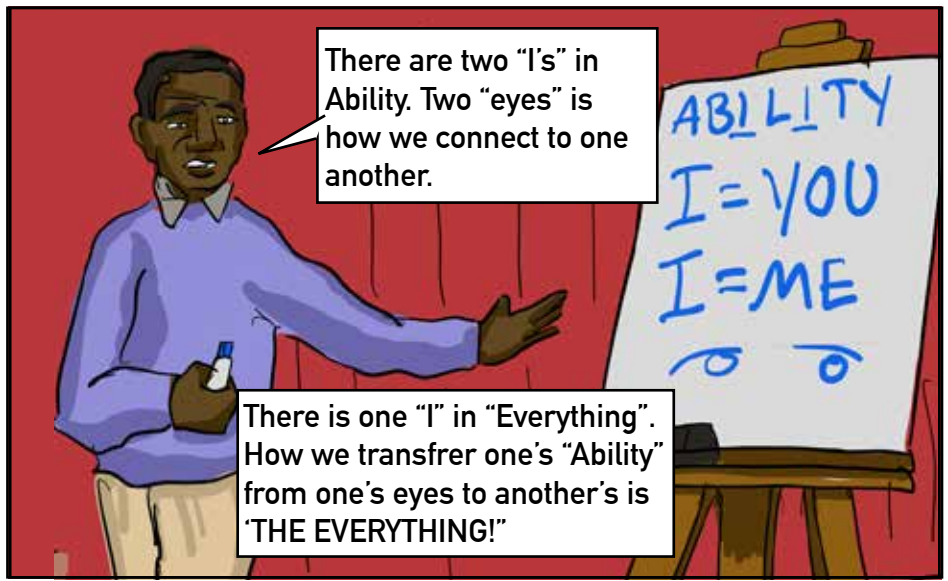 There are two “I's” in
Ability. Two “eyes” is
how we connect to one
another.
ABILITY
I=YOU
I=ME
There is one “I” in “Everything”.
How we transfrer one's “Ability”
from one's eyes to another's is
‘THE EVERYTHING!”